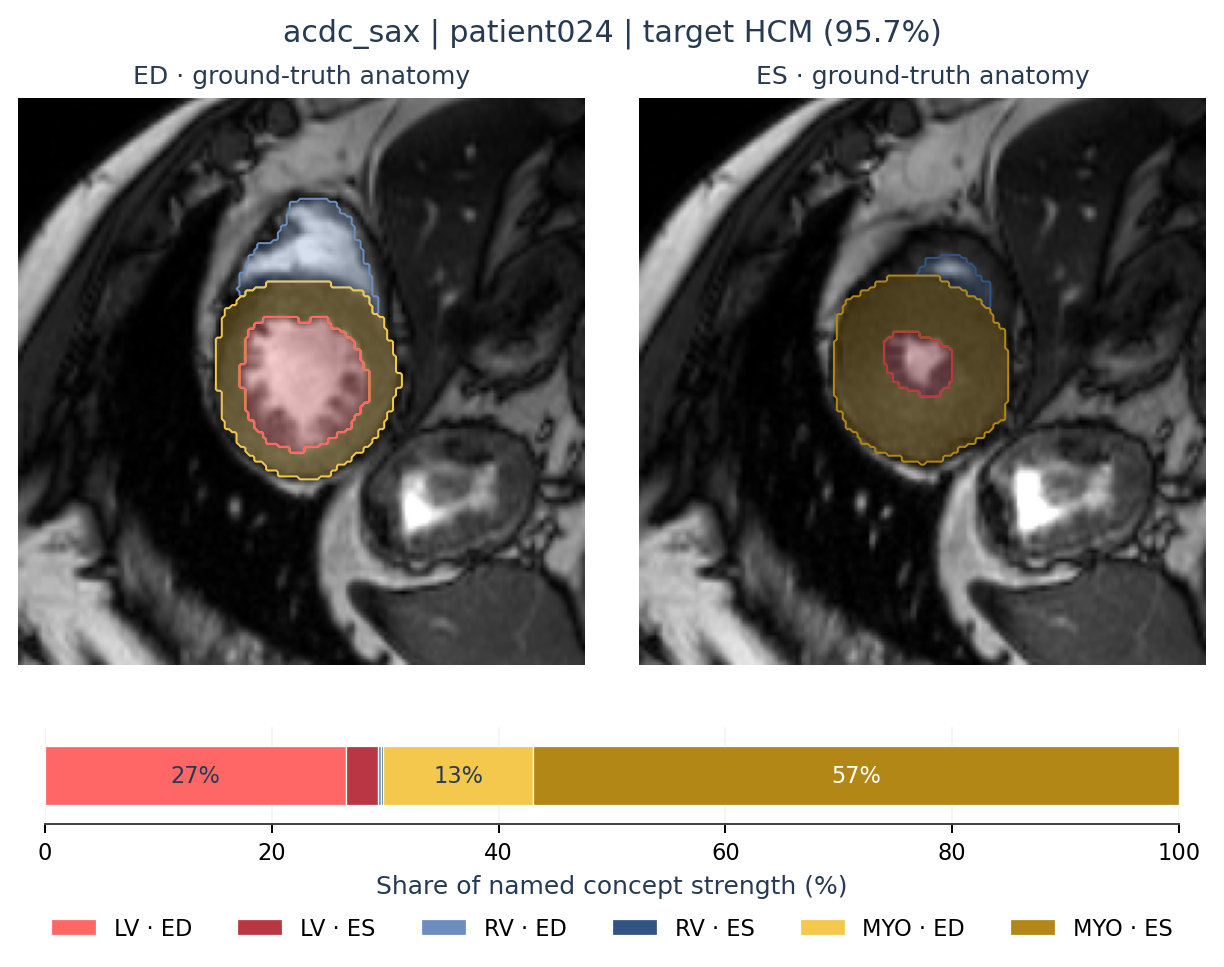 acdc_sax | patient024 | target HCM (95.7%)
ED · ground-truth anatomy
ES · ground-truth anatomy
27%
13%
57%
0 20 40 60 80 100
Share of named concept strength (%)
LV · ED LV · ES RV · ED RV · ES MYO · ED MYO · ES